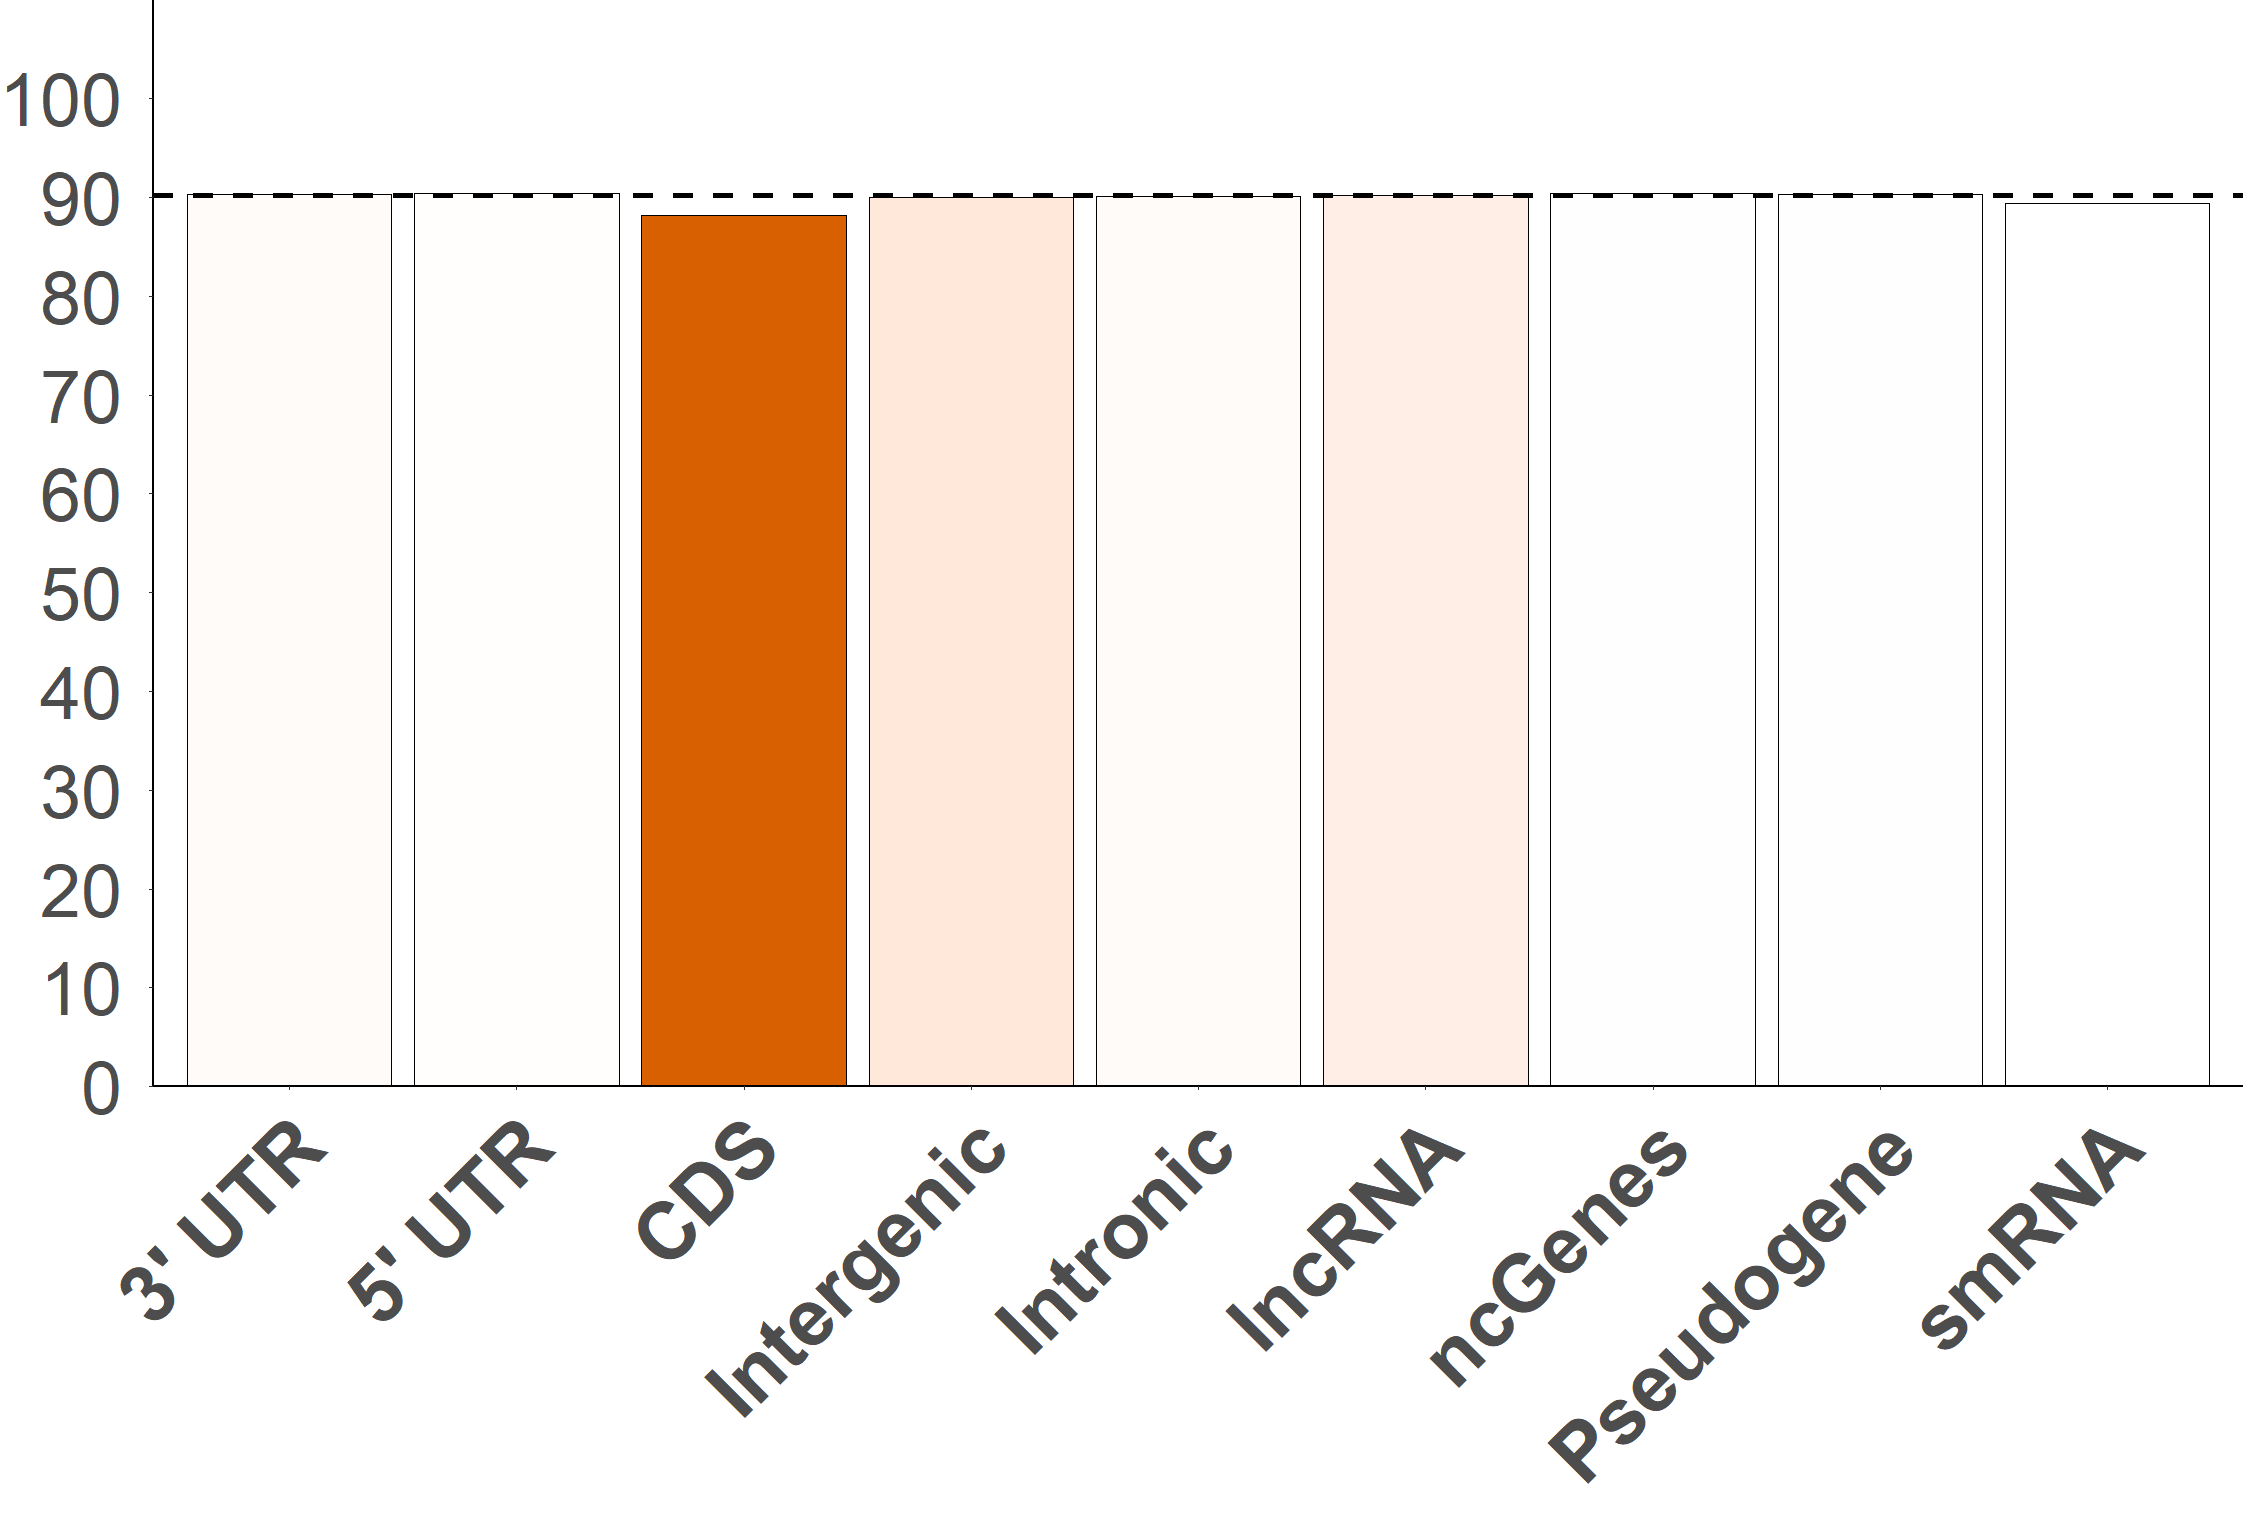 100
90
80
70
60
50
40
30
20
10
0
3' UTR
5' UTR
CDS
Intergenic
Intronic
lncRNA
ncGenes
Pseudogene
smRNA